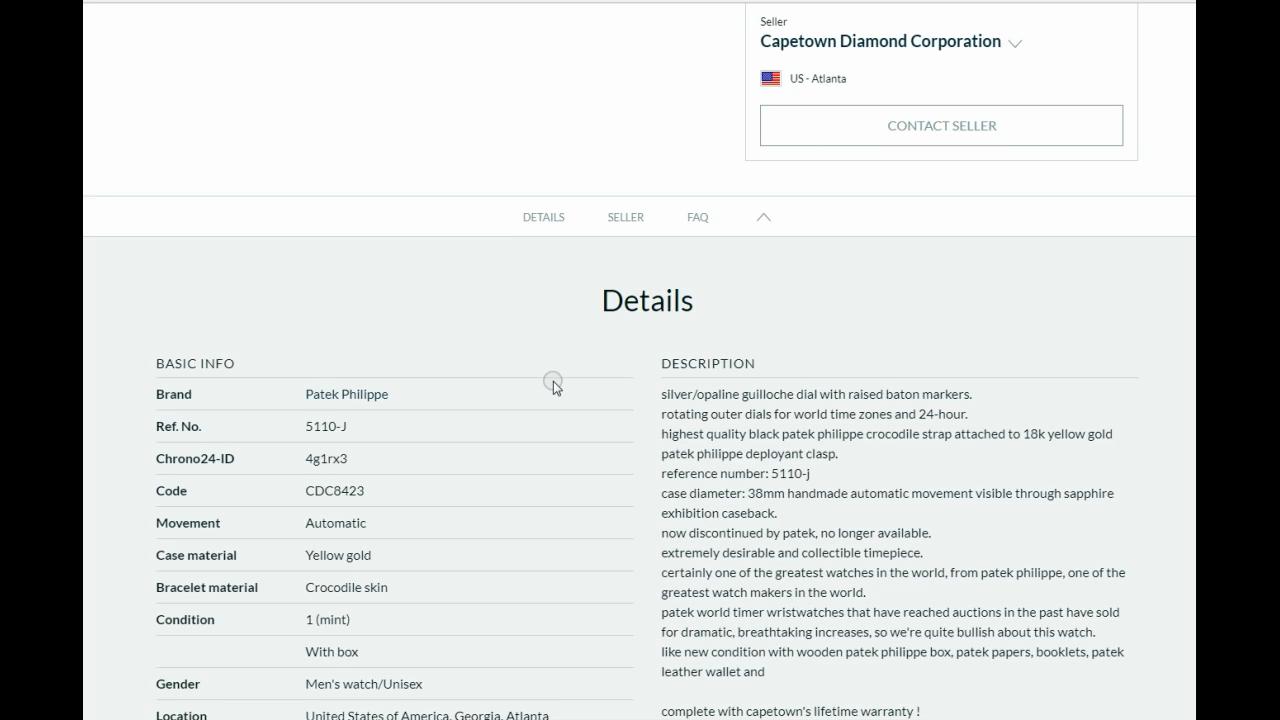 Seller
Capetown Diamond Corporation
US - Atlanta
CONTACT SELLER
DETAILS SELLER FAQ
Details
BASIC INFO
Brand Patek Philippe
Ref. No. 5110-J
Chrono24-ID 4g1rx3
Code CDC8423
Movement Automatic
Case material Yellow gold
Bracelet material Crocodile skin
Condition 1 (mint)
With box
Gender Men's watch/Unisex
Location United States of America, Georgia, Atlanta
DESCRIPTION
silver/opaline guilloche dial with raised baton markers.
rotating outer dials for world time zones and 24-hour.
highest quality black patek philippe crocodile strap attached to 18k yellow gold
patek philippe deployant clasp.
reference number: 5110-j
case diameter: 38mm handmade automatic movement visible through sapphire
exhibition caseback.
now discontinued by patek, no longer available.
extremely desirable and collectible timepiece.
certainly one of the greatest watches in the world, from patek philippe, one of the
greatest watch makers in the world.
patek world timer wristwatches that have reached auctions in the past have sold
for dramatic, breathtaking increases, so we're quite bullish about this watch.
like new condition with wooden patek philippe box, patek papers, booklets, patek
leather wallet and
complete with capetown's lifetime warranty !